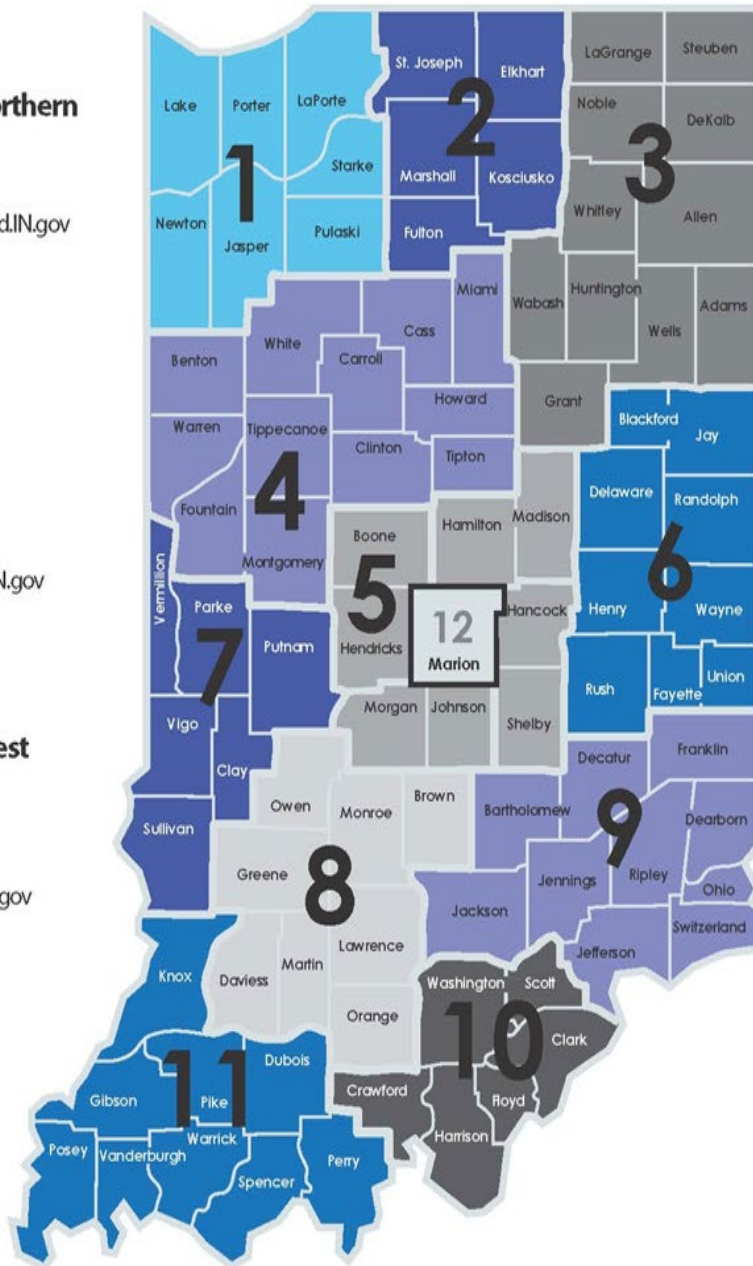 orthern
d.IN.gov
N.gov
est
gov
Lake
Porter
LaPorte
Starke
1
Newton
Jasper
Pulaski
St. Joseph
Elkhart
2
Marshall
Kosciusko
Fulton
LaGrange
Steuben
Noble
DeKalb
3
Whitley
Allen
Wabash
Huntington
Wells
Adams
Grant
Miami
White
Cass
Carroll
Benton
Howard
Warren
Tippecanoe
Clinton
Tipton
4
Fountain
Montgomery
Boone
Hamilton
Madison
5
Hancock
Hendricks
Morgan
Johnson
Shelby
12
Marion
Blackford
Jay
Delaware
Randolph
6
Henry
Wayne
Rush
Fayette
Union
Vermillion
Parke
Putnam
7
Vigo
Clay
Sullivan
Owen
Monroe
Brown
Greene
8
Lawrence
Daviess
Martin
Orange
Decatur
Franklin
Bartholomew
9
Dearborn
Jennings
Ripley
Ohio
Jackson
Switzerland
Jefferson
Washington
Scott
10
y
Clark
Crawford
Floyd
Harrison
Knox
Dubois
11
Gibson
Pike
Posey
Vanderburgh
Warrick
Spencer
Perry